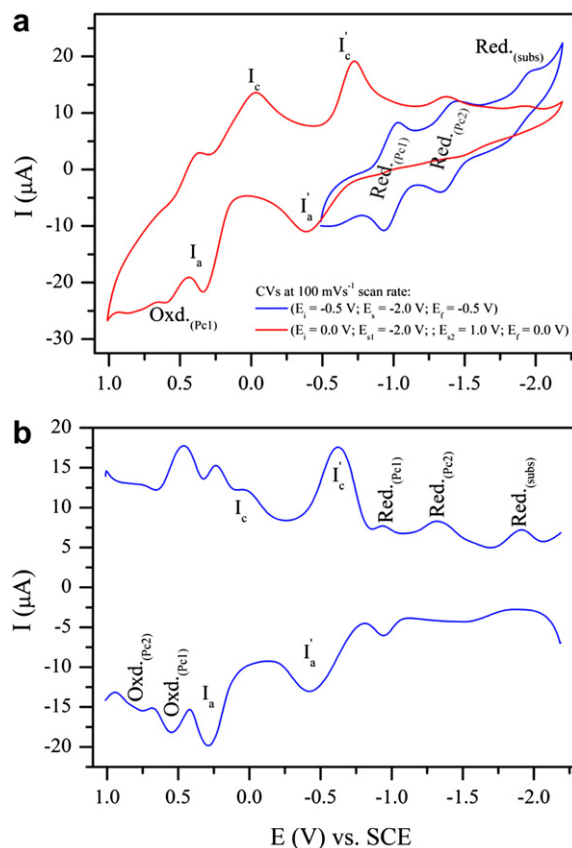 a
Red.(subs)
I'c
Ic
Red.(Pc2)
Red.(Pc1)
I'a
Ia
Oxd.(Pc1)
I (µA)
20
10
0
-10
-20
-30
CVs at 100 mVs-1 scan rate:
(Ei = -0.5 V; Es = -2.0 V; Ef = -0.5 V)
(Ei = 0.0 V; Es1 = -2.0 V; ; Es2 = 1.0 V; Ef = 0.0 V)
1.0 0.5 0.0 -0.5 -1.0 -1.5 -2.0
b
I'c
Ic
Red.(Pc1)
Red.(Pc2)
Red.(subs)
Oxd.(Pc2)
Oxd.(Pc1)
Ia
I'a
I (µA)
20
15
10
5
0
-5
-10
-15
-20
1.0 0.5 0.0 -0.5 -1.0 -1.5 -2.0
E (V) vs. SCE